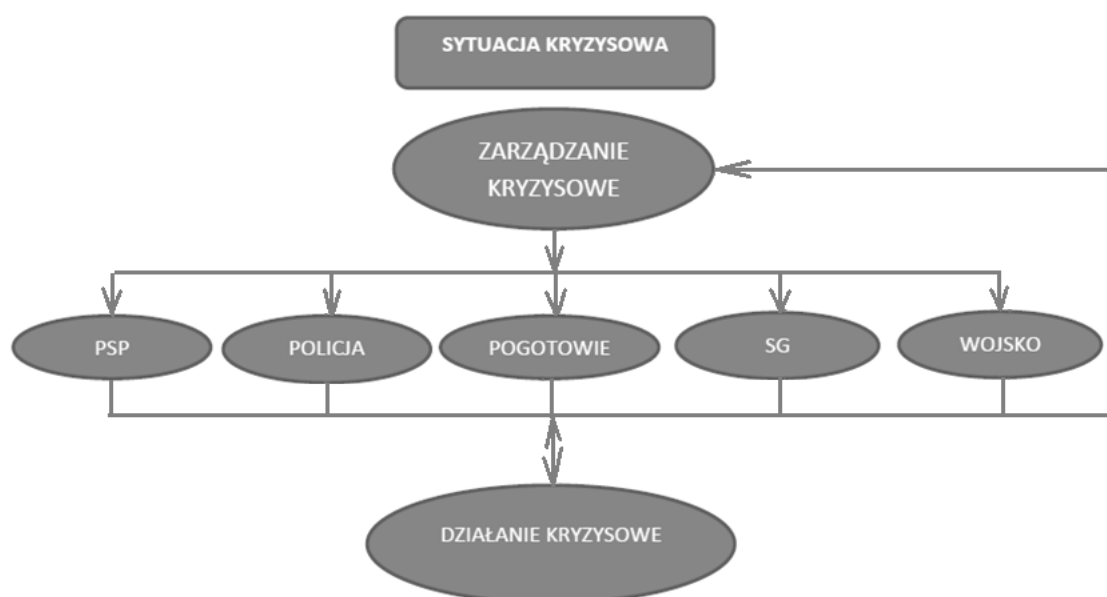 SYTUACJA KRYZYSOWA
ZARZĄDZANIE
KRYZYSOWE
PSP
POLICJA
POGOTOWIE
SG
WOJSKO
DZIAŁANIE KRYZYSOWE